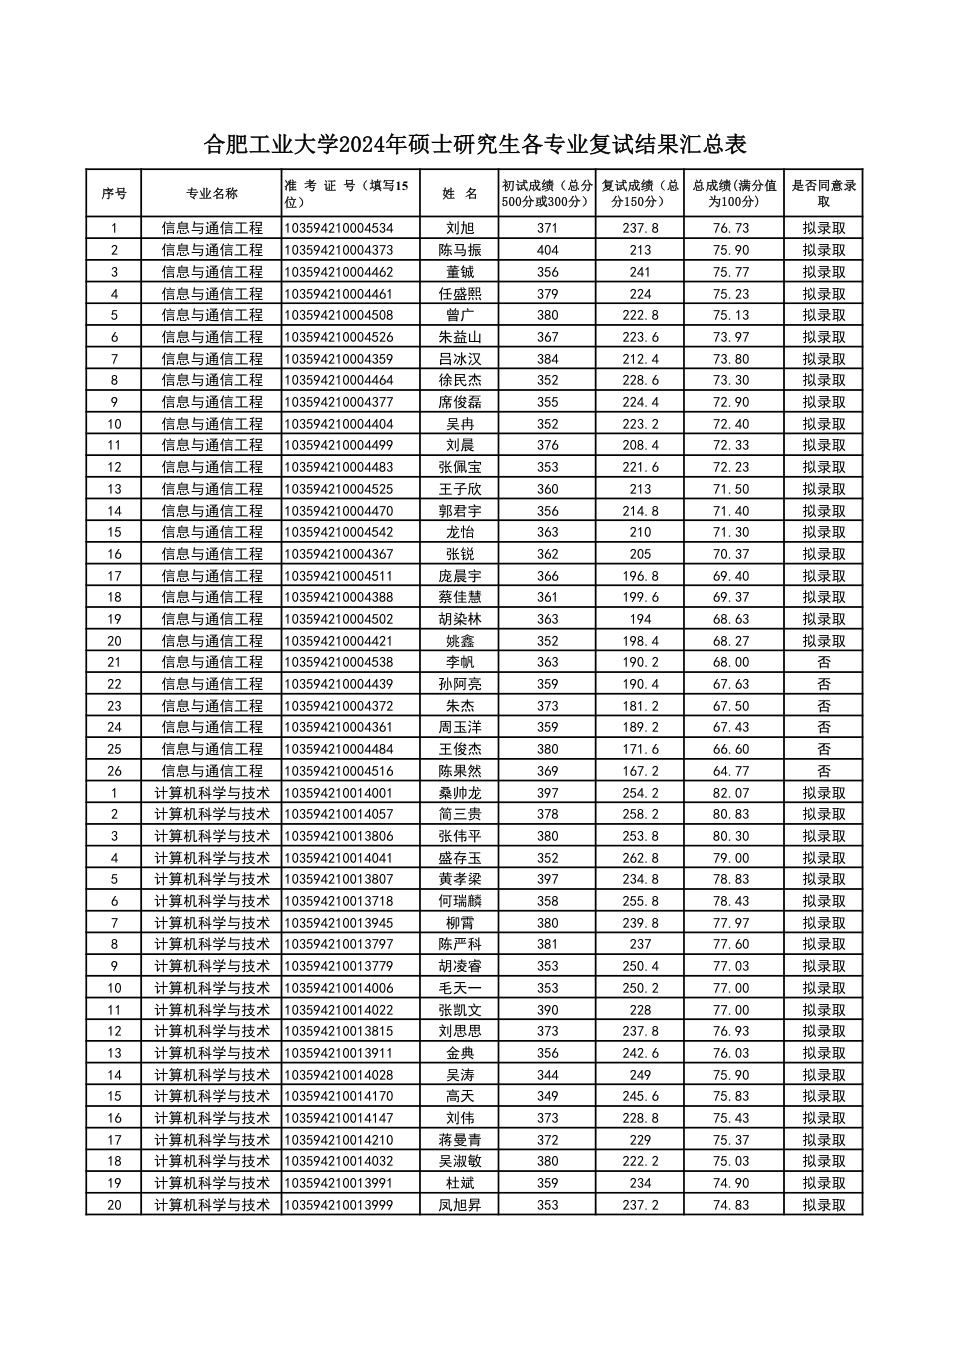 合肥工业大学2024年硕士研究生各专业复试结果汇总表
序号 专业名称 准 考 证 号（填写15位） 姓 名 初试成绩（总分500分或300分） 复试成绩（总分150分） 总成绩(满分值为100分) 是否同意录取
1 信息与通信工程 103594210004534 刘旭 371 237.8 76.73 拟录取
2 信息与通信工程 103594210004373 陈马振 404 213 75.90 拟录取
3 信息与通信工程 103594210004462 董铖 356 241 75.77 拟录取
4 信息与通信工程 103594210004461 任盛熙 379 224 75.23 拟录取
5 信息与通信工程 103594210004508 曾广 380 222.8 75.13 拟录取
6 信息与通信工程 103594210004526 朱益山 367 223.6 73.97 拟录取
7 信息与通信工程 103594210004359 吕冰汉 384 212.4 73.80 拟录取
8 信息与通信工程 103594210004464 徐民杰 352 228.6 73.30 拟录取
9 信息与通信工程 103594210004377 席俊磊 355 224.4 72.90 拟录取
10 信息与通信工程 103594210004404 吴冉 352 223.2 72.40 拟录取
11 信息与通信工程 103594210004499 刘晨 376 208.4 72.33 拟录取
12 信息与通信工程 103594210004483 张佩宝 353 221.6 72.23 拟录取
13 信息与通信工程 103594210004525 王子欣 360 213 71.50 拟录取
14 信息与通信工程 103594210004470 郭君宇 356 214.8 71.40 拟录取
15 信息与通信工程 103594210004542 龙怡 363 210 71.30 拟录取
16 信息与通信工程 103594210004367 张锐 362 205 70.37 拟录取
17 信息与通信工程 103594210004511 庞晨宇 366 196.8 69.40 拟录取
18 信息与通信工程 103594210004388 蔡佳慧 361 199.6 69.37 拟录取
19 信息与通信工程 103594210004502 胡染林 363 194 68.63 拟录取
20 信息与通信工程 103594210004421 姚鑫 352 198.4 68.27 拟录取
21 信息与通信工程 103594210004538 李帆 363 190.2 68.00 否
22 信息与通信工程 103594210004439 孙阿亮 359 190.4 67.63 否
23 信息与通信工程 103594210004372 朱杰 373 181.2 67.50 否
24 信息与通信工程 103594210004361 周玉洋 359 189.2 67.43 否
25 信息与通信工程 103594210004484 王俊杰 380 171.6 66.60 否
26 信息与通信工程 103594210004516 陈果然 369 167.2 64.77 否
1 计算机科学与技术 103594210014001 桑帅龙 397 254.2 82.07 拟录取
2 计算机科学与技术 103594210014057 简三贵 378 258.2 80.83 拟录取
3 计算机科学与技术 103594210013806 张伟平 380 253.8 80.30 拟录取
4 计算机科学与技术 103594210014041 盛存玉 352 262.8 79.00 拟录取
5 计算机科学与技术 103594210013807 黄孝梁 397 234.8 78.83 拟录取
6 计算机科学与技术 103594210013718 何瑞麟 358 255.8 78.43 拟录取
7 计算机科学与技术 103594210013945 柳霄 380 239.8 77.97 拟录取
8 计算机科学与技术 103594210013797 陈严科 381 237 77.60 拟录取
9 计算机科学与技术 103594210013779 胡凌睿 353 250.4 77.03 拟录取
10 计算机科学与技术 103594210014006 毛天一 353 250.2 77.00 拟录取
11 计算机科学与技术 103594210014022 张凯文 390 228 77.00 拟录取
12 计算机科学与技术 103594210013815 刘思思 373 237.8 76.93 拟录取
13 计算机科学与技术 103594210013911 金典 356 242.6 76.03 拟录取
14 计算机科学与技术 103594210014028 吴涛 344 249 75.90 拟录取
15 计算机科学与技术 103594210014170 高天 349 245.6 75.83 拟录取
16 计算机科学与技术 103594210014147 刘伟 373 228.8 75.43 拟录取
17 计算机科学与技术 103594210014210 蒋曼青 372 229 75.37 拟录取
18 计算机科学与技术 103594210014032 吴淑敏 380 222.2 75.03 拟录取
19 计算机科学与技术 103594210013991 杜斌 359 234 74.90 拟录取
20 计算机科学与技术 103594210013999 凤旭昇 353 237.2 74.83 拟录取